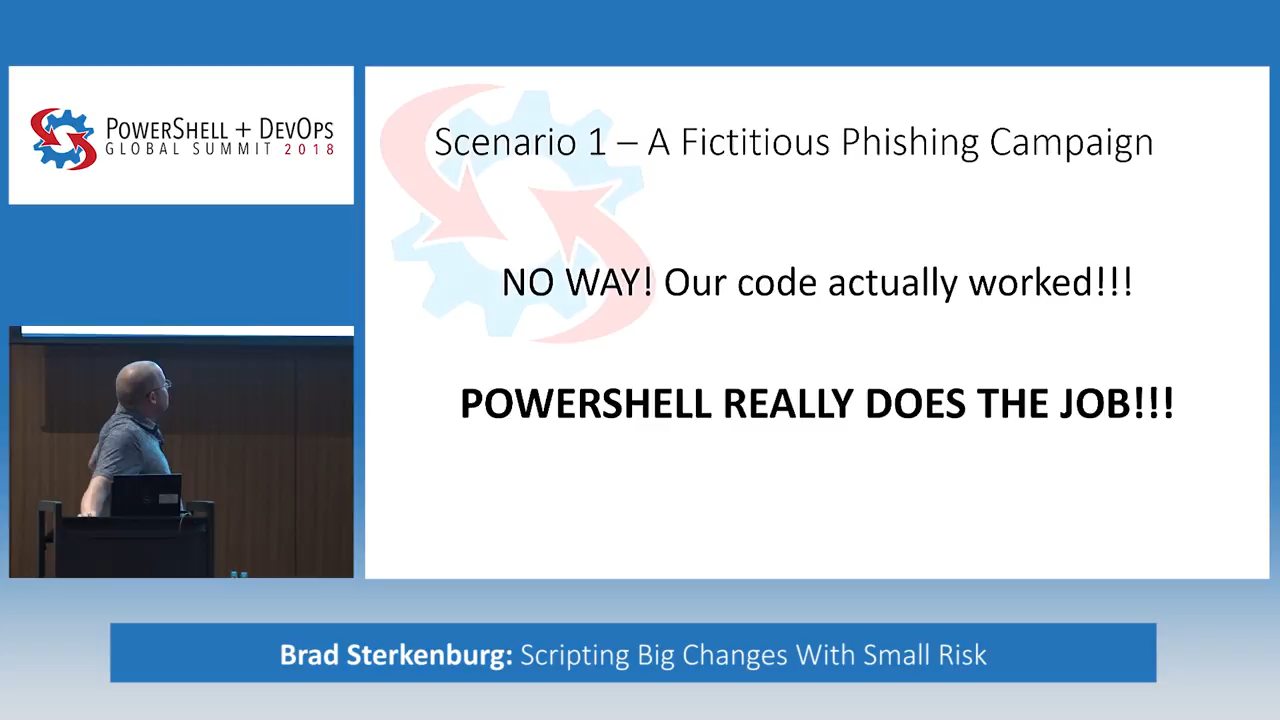 POWERSHELL + DEVOPS
GLOBAL SUMMIT 2018
Scenario 1 – A Fictitious Phishing Campaign
NO WAY! Our code actually worked!!!
POWERSHELL REALLY DOES THE JOB!!!
Brad Sterkenburg: Scripting Big Changes With Small Risk